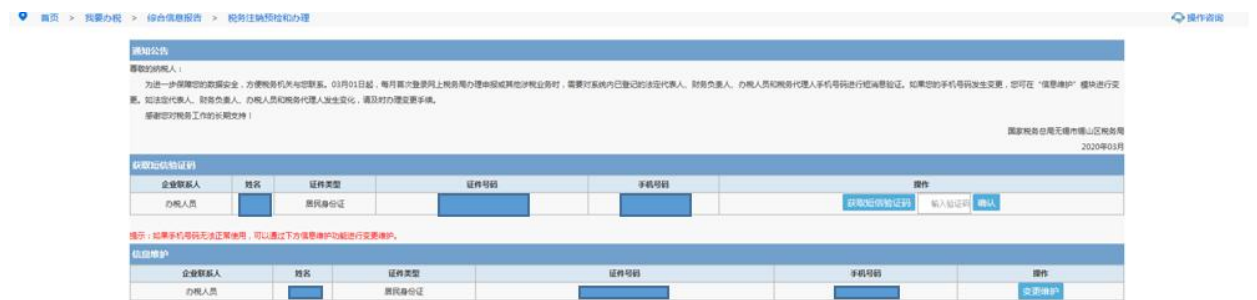 首页 > 我要办税 > 综合信息报告 > 税务注销预检和办理
操作咨询
通知公告
尊敬的纳税人：
为进一步保障您的数据安全，方便税务机关与您联系。03月01日起，每月首次登录网上税务局办理申报或其他涉税业务时，需要对系统内已登记的法定代表人、财务负责人、办税人员和税务代理人手机号码进行短消息验证。如果您的手机号码发生变更，您可在“信息维护”模块进行变
更。如法定代表人、财务负责人、办税人员和税务代理人发生变化，请及时办理变更手续。
感谢您对税务工作的长期支持！
国家税务总局无锡市锡山区税务局
2020年03月
获取短信验证码
企业联系人 姓名 证件类型 证件号码 手机号码 操作
办税人员 居民身份证 获取短信验证码 输入验证码 确认
提示：如果手机号码无法正常使用，可以通过下方信息维护功能进行变更维护。
信息维护
企业联系人 姓名 证件类型 证件号码 手机号码 操作
办税人员 居民身份证 变更维护